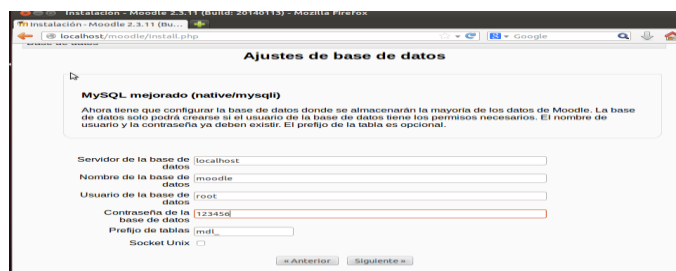 Instalación - Moodle 2.3.11 (Build: 20140113) - Mozilla Firefox
Instalación - Moodle 2.3.11 (Bu...
localhost/moodle/install.php
Google
Base de datos
Ajustes de base de datos
MySQL mejorado (native/mysqli)
Ahora tiene que configurar la base de datos donde se almacenarán la mayoría de los datos de Moodle. La base
de datos solo podrá crearse si el usuario de la base de datos tiene los permisos necesarios. El nombre de
usuario y la contraseña ya deben existir. El prefijo de la tabla es opcional.
Servidor de la base de datos localhost
Nombre de la base de datos moodle
Usuario de la base de datos root
Contraseña de la base de datos 123456
Prefijo de tablas mdl_
Socket Unix
« Anterior Siguiente »